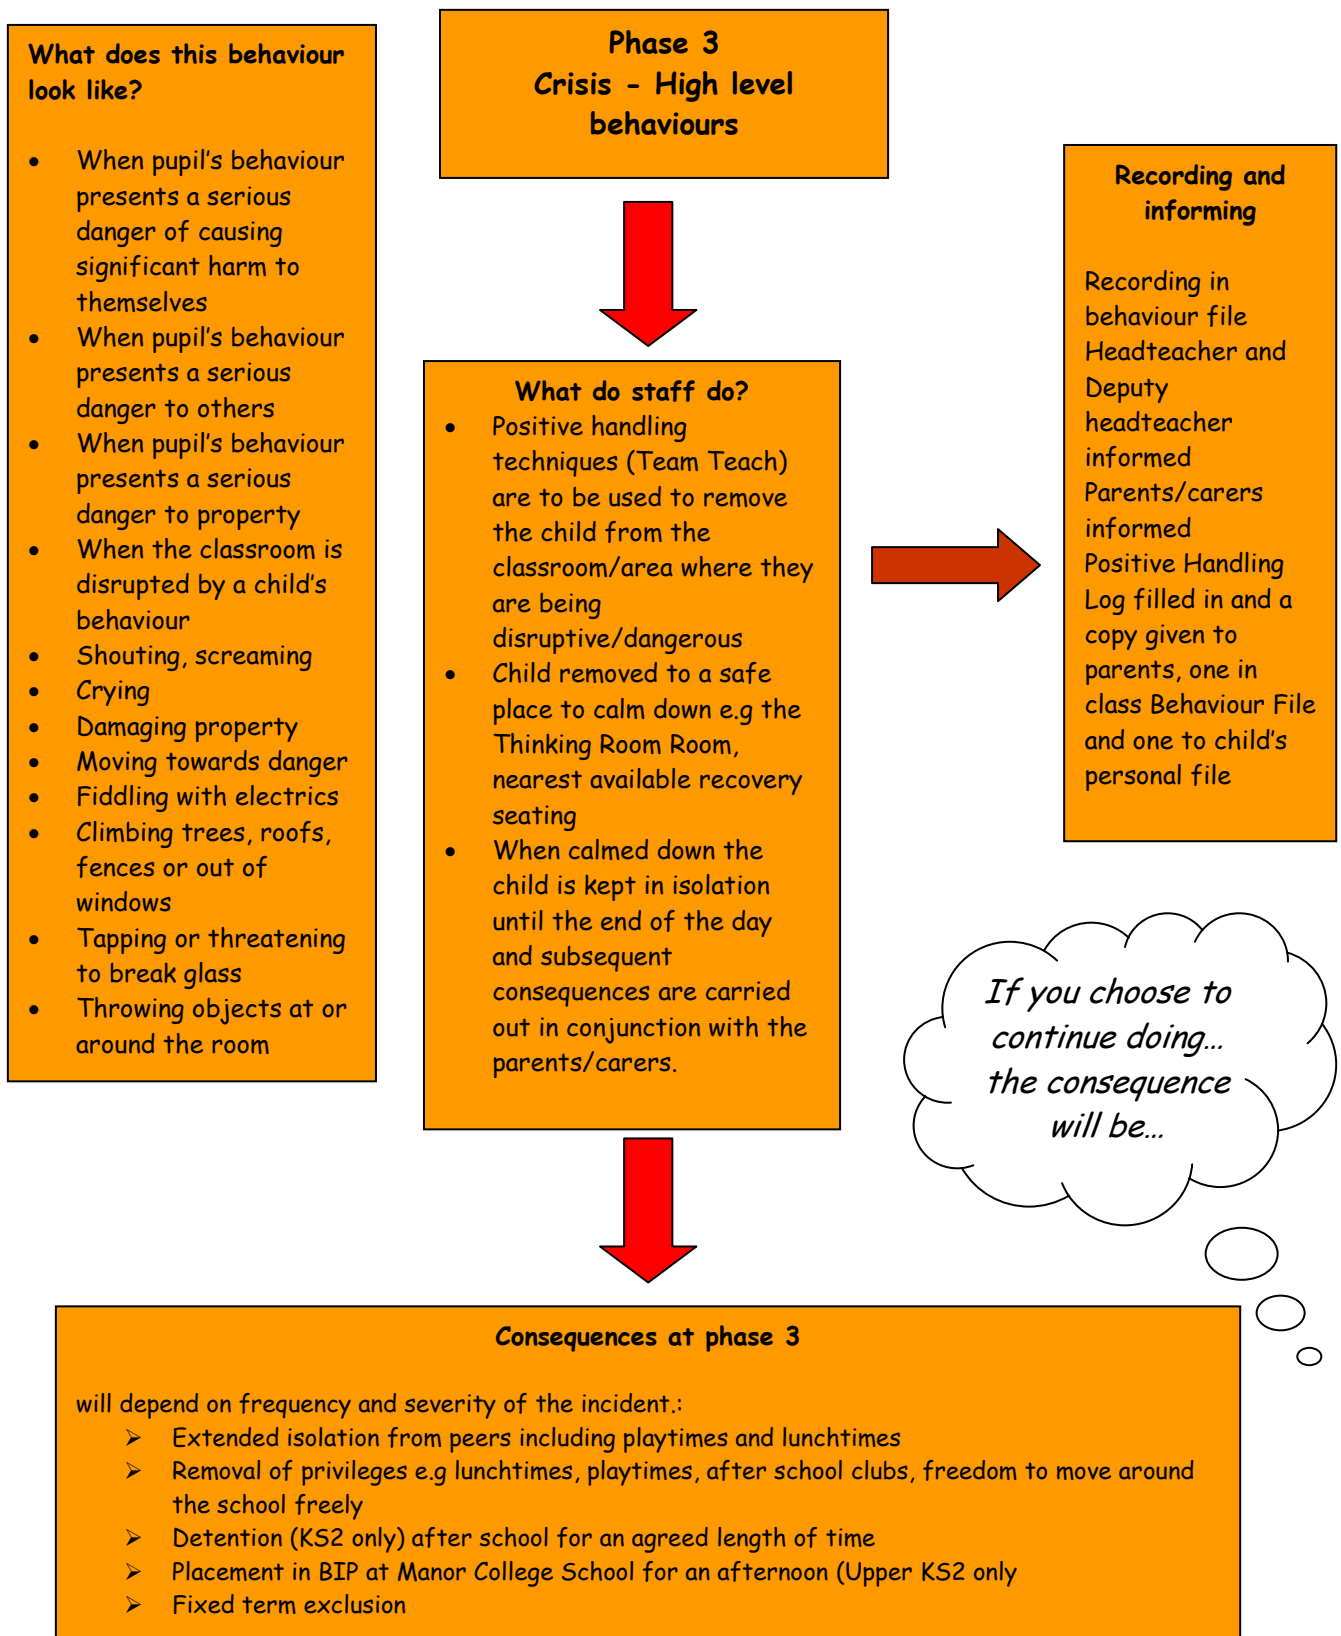 What does this behaviour
look like?
• When pupil's behaviour
presents a serious
danger of causing
significant harm to
themselves
• When pupil's behaviour
presents a serious
danger to others
• When pupil's behaviour
presents a serious
danger to property
• When the classroom is
disrupted by a child's
behaviour
• Shouting, screaming
• Crying
• Damaging property
• Moving towards danger
• Fiddling with electrics
• Climbing trees, roofs,
fences or out of
windows
• Tapping or threatening
to break glass
• Throwing objects at or
around the room
Phase 3
Crisis - High level
behaviours
What do staff do?
• Positive handling
techniques (Team Teach)
are to be used to remove
the child from the
classroom/area where they
are being
disruptive/dangerous
• Child removed to a safe
place to calm down e.g the
Thinking Room Room,
nearest available recovery
seating
• When calmed down the
child is kept in isolation
until the end of the day
and subsequent
consequences are carried
out in conjunction with the
parents/carers.
Recording and
informing
Recording in
behaviour file
Headteacher and
Deputy
headteacher
informed
Parents/carers
informed
Positive Handling
Log filled in and a
copy given to
parents, one in
class Behaviour File
and one to child's
personal file
If you choose to
continue doing...
the consequence
will be...
Consequences at phase 3
will depend on frequency and severity of the incident.:
➢ Extended isolation from peers including playtimes and lunchtimes
➢ Removal of privileges e.g lunchtimes, playtimes, after school clubs, freedom to move around
the school freely
➢ Detention (KS2 only) after school for an agreed length of time
➢ Placement in BIP at Manor College School for an afternoon (Upper KS2 only
➢ Fixed term exclusion